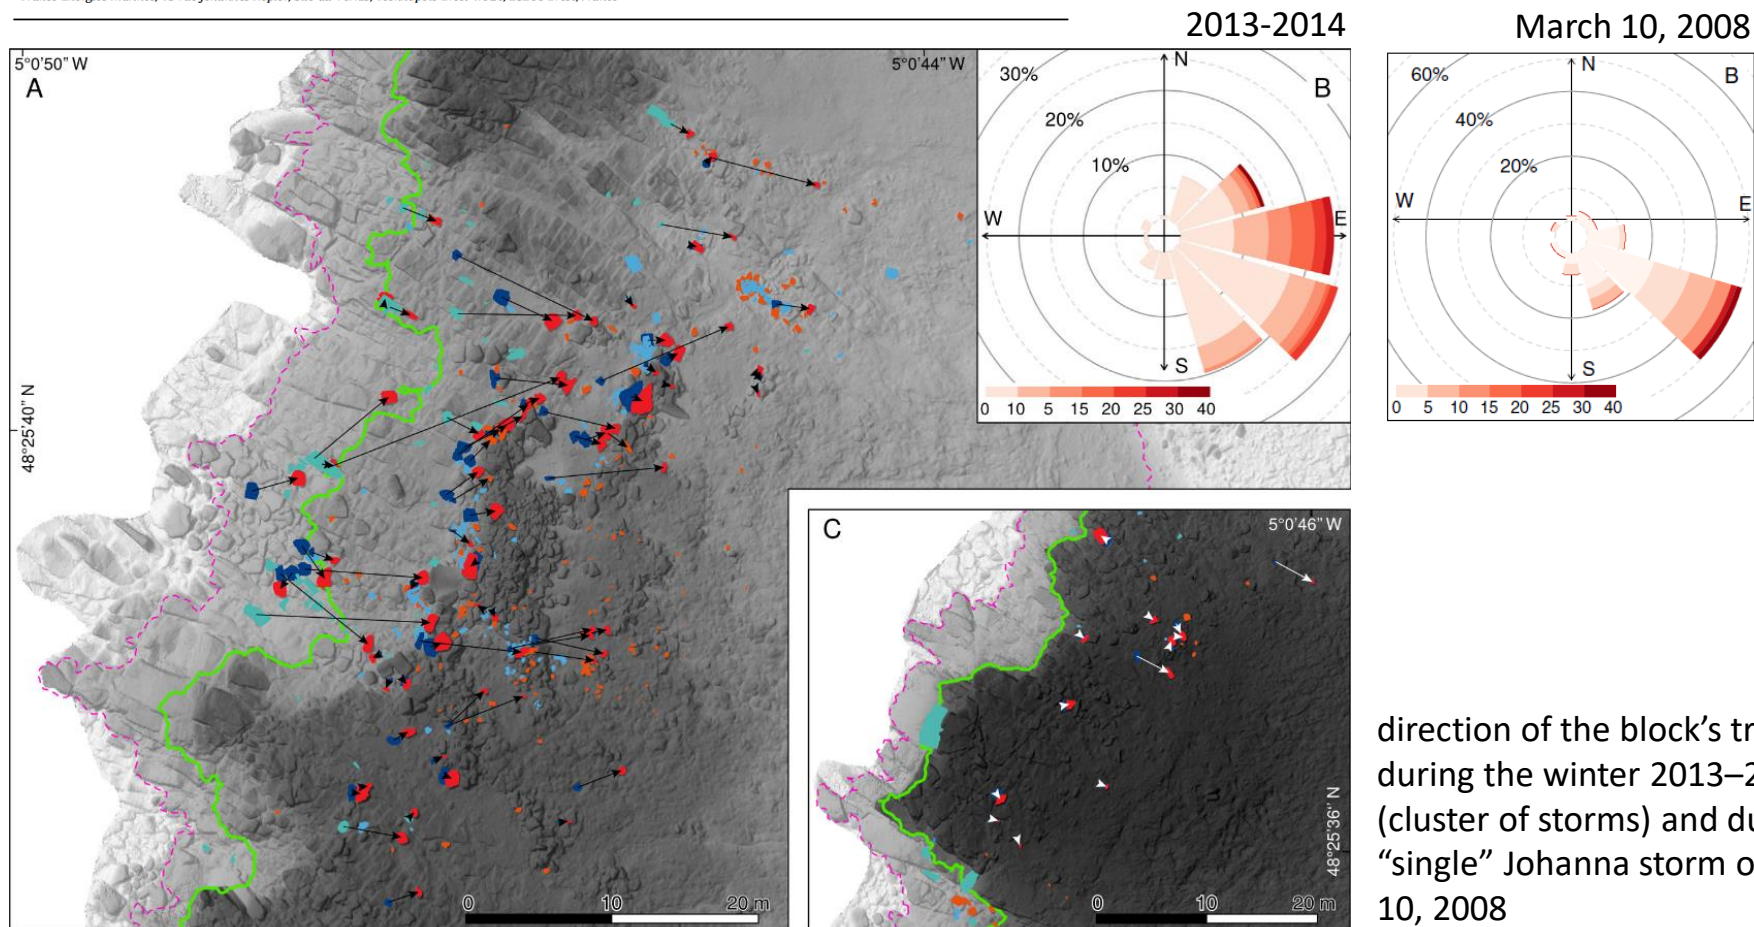 2013-2014
March 10, 2008
5°0'50" W
5°0'44" W
A
48°25'40" N
B
N
E
S
W
30%
20%
10%
0 10 5 15 20 25 30 40
B
N
E
S
W
60%
40%
20%
0 5 10 15 20 25 30 40
C
5°0'46" W
48°25'36" N
0 10 20 m
0 10 20 m
direction of the block's tr
during the winter 2013–2
(cluster of storms) and du
"single" Johanna storm o
10, 2008